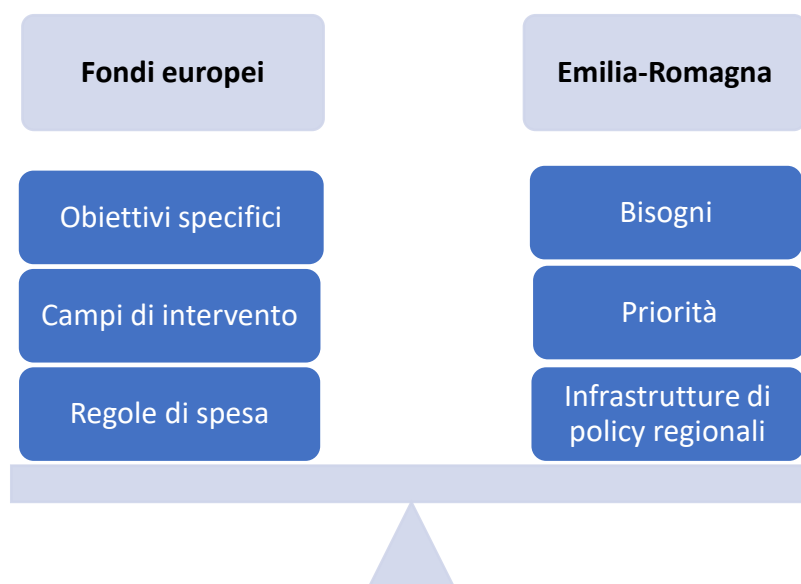 Fondi europei
Obiettivi specifici
Campi di intervento
Regole di spesa
Emilia-Romagna
Bisogni
Priorità
Infrastrutture di
policy regionali